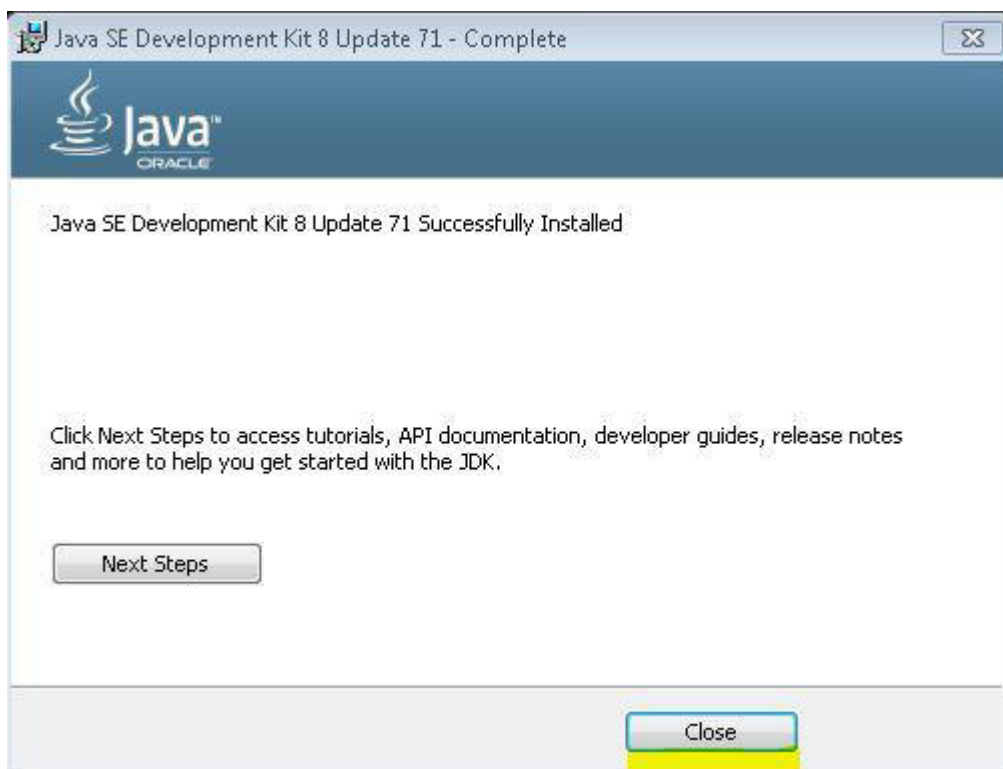 Java SE Development Kit 8 Update 71 - Complete
Java™
ORACLE
Java SE Development Kit 8 Update 71 Successfully Installed
Click Next Steps to access tutorials, API documentation, developer guides, release notes
and more to help you get started with the JDK.
Next Steps
Close